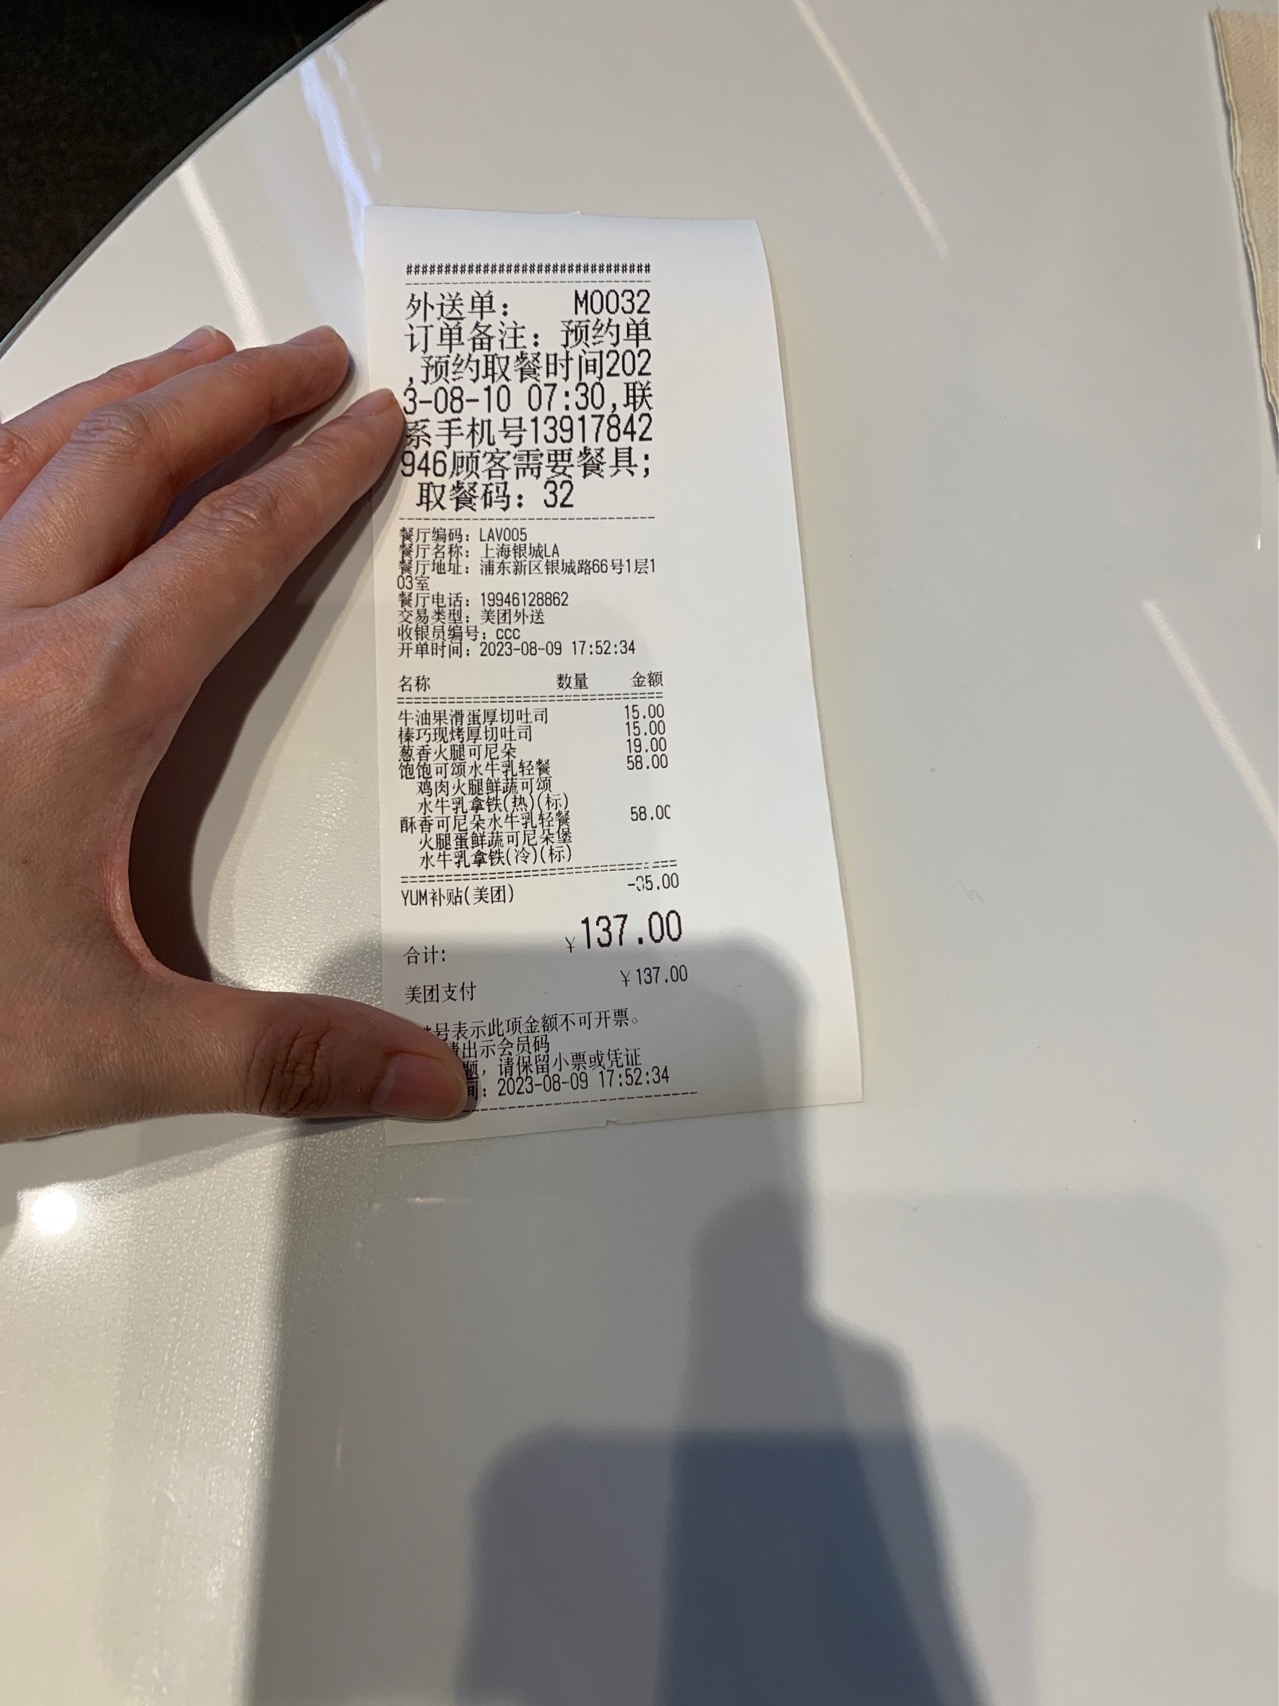 ################################
外送单： M0032
订单备注：预约单
,预约取餐时间202
3-08-10 07:30,联
系手机号13917842
946顾客需要餐具;
取餐码：32
餐厅编码：LAV005
餐厅名称：上海银城LA
餐厅地址：浦东新区银城路66号1层1
03室
餐厅电话：19946128862
交易类型：美团外送
收银员编号：ccc
开单时间：2023-08-09 17:52:34
名称 数量 金额
牛油果滑蛋厚切吐司 15.00
榛巧现烤厚切吐司 15.00
葱香火腿可尼朵 19.00
饱饱可颂水牛乳轻餐 58.00
鸡肉火腿鲜蔬可颂
水牛乳拿铁(热)(标)
酥香可尼朵水牛乳轻餐 58.00
火腿蛋鲜蔬可尼朵堡
水牛乳拿铁(冷)(标)
YUM补贴(美团) -35.00
合计: ¥137.00
美团支付 ¥137.00
*号表示此项金额不可开票。
请出示会员码
题，请保留小票或凭证
间：2023-08-09 17:52:34